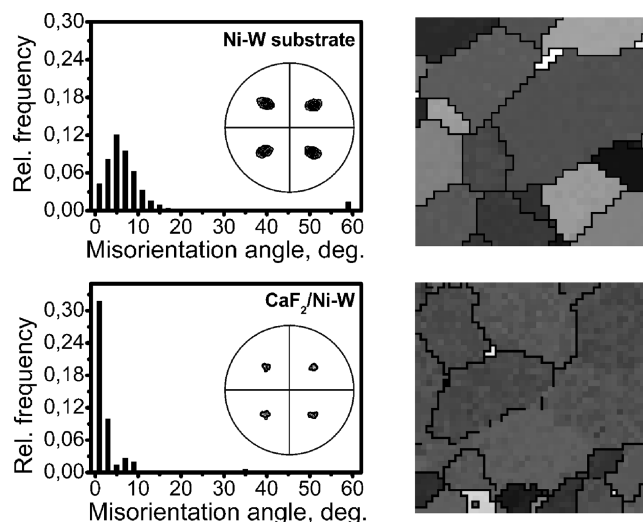 0,30
0,24
0,18
0,12
0,06
0,00
Rel. frequency
Ni-W substrate
0 10 20 30 40 50 60
Misorientation angle, deg.
0,30
0,24
0,18
0,12
0,06
0,00
Rel. frequency
CaF₂/Ni-W
0 10 20 30 40 50 60
Misorientation angle, deg.